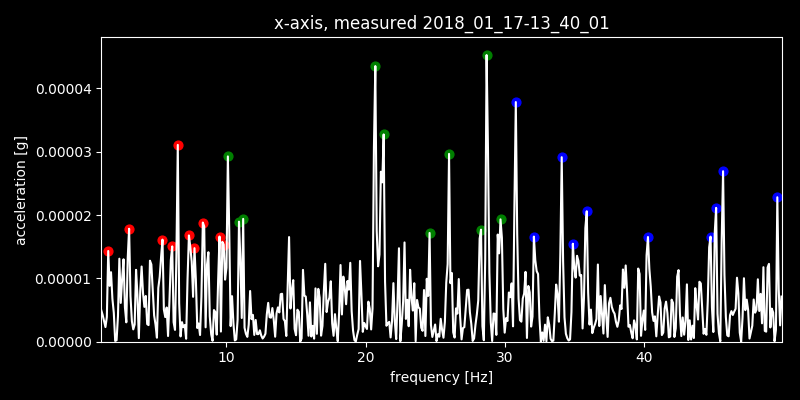 x-axis, measured 2018_01_17-13_40_01
acceleration [g]
0.00004
0.00003
0.00002
0.00001
0.00000
10 20 30 40
frequency [Hz]